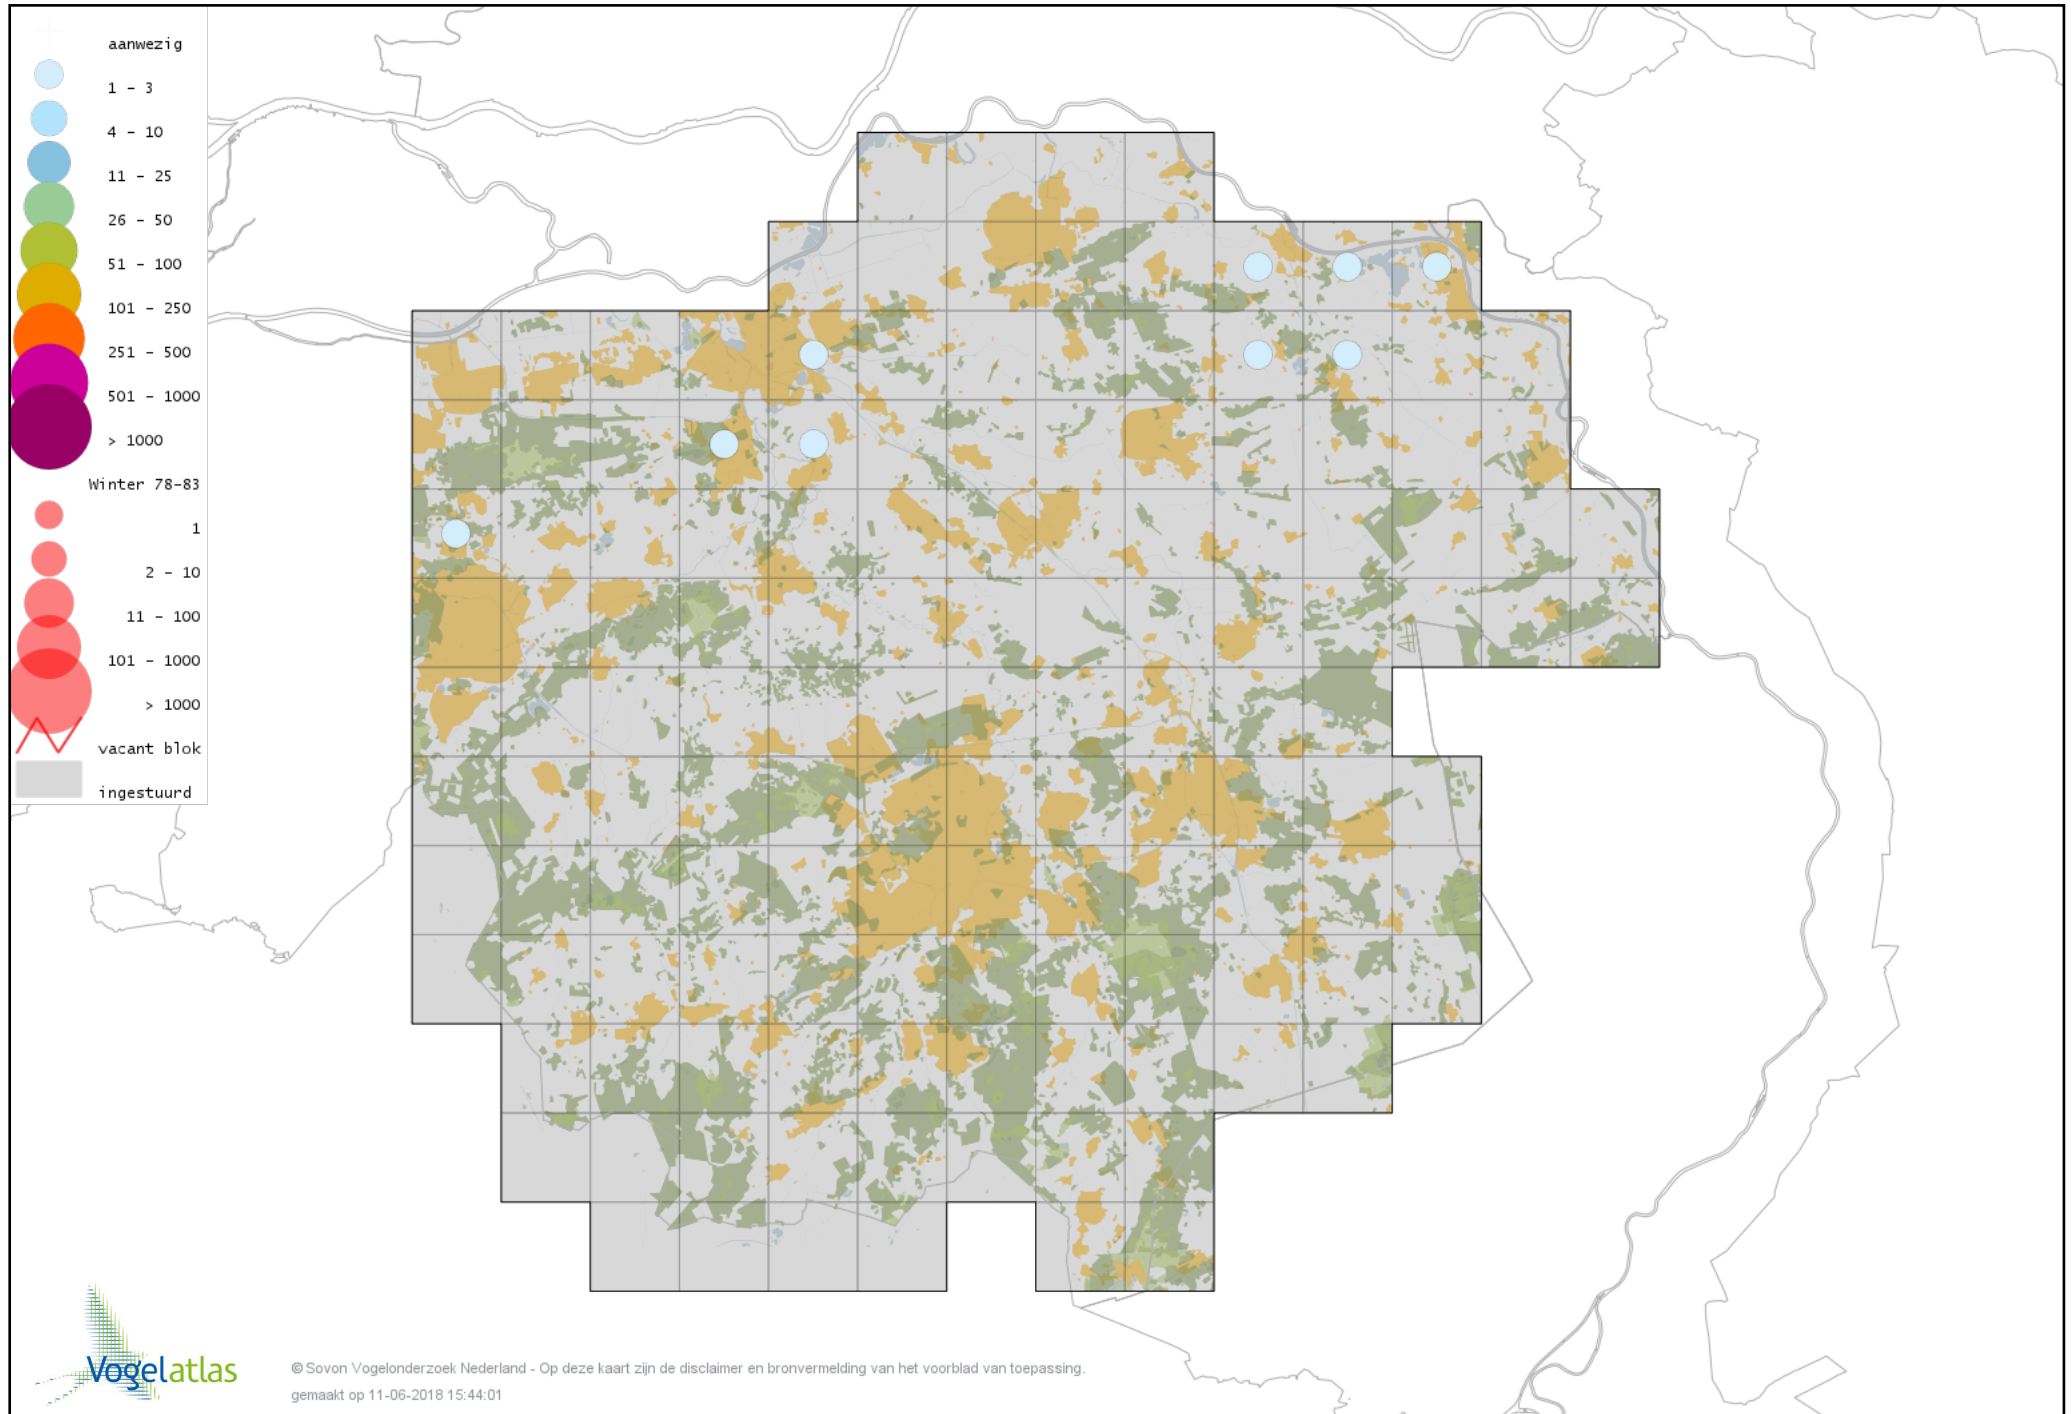 aanwezig
1 - 3
4 - 10
11 - 25
26 - 50
51 - 100
101 - 250
251 - 500
501 - 1000
> 1000
Winter 78-83
1
2 - 10
11 - 100
101 - 1000
> 1000
vacant blok
ingestuurd
Vogelatlas
© Sovon Vogelonderzoek Nederland - Op deze kaart zijn de disclaimer en bronvermelding van het voorblad van toepassing.
gemaakt op 11-06-2018 15:44:01